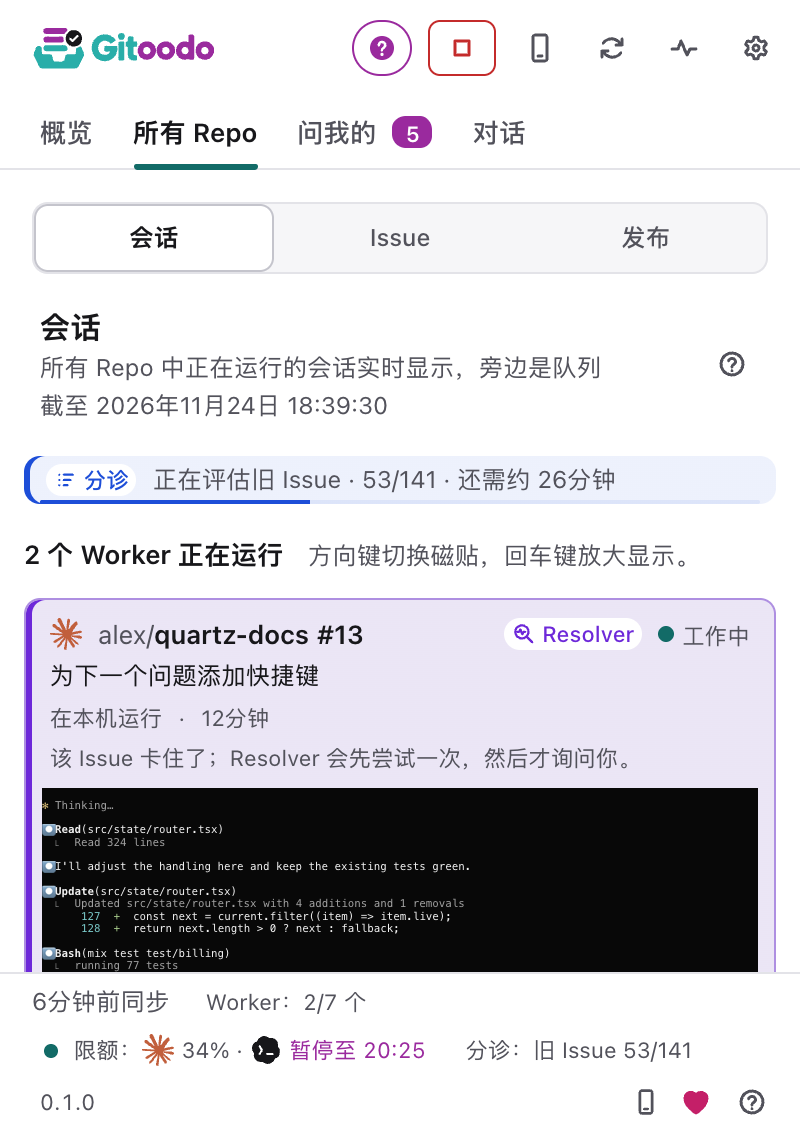 Gitoodo
概览 所有 Repo 问我的 5 对话
会话 Issue 发布
会话
所有 Repo 中正在运行的会话实时显示，旁边是队列
截至 2026年11月24日 18:39:30
分诊 正在评估旧 Issue · 53/141 · 还需约 26分钟
2 个 Worker 正在运行 方向键切换磁贴，回车键放大显示。
alex/quartz-docs #13 Resolver 工作中
为下一个问题添加快捷键
在本机运行 · 12分钟
该 Issue 卡住了；Resolver 会先尝试一次，然后才询问你。
✻ Thinking…
Read(src/state/router.tsx)
└ Read 324 lines
I'll adjust the handling here and keep the existing tests green.
Update(src/state/router.tsx)
└ Updated src/state/router.tsx with 4 additions and 1 removals
127 + const next = current.filter((item) => item.live);
128 + return next.length > 0 ? next : fallback;
Bash(mix test test/billing)
└ running 77 tests
6分钟前同步 Worker：2/7 个
限额： 34% · 暂停至 20:25 分诊：旧 Issue 53/141
0.1.0